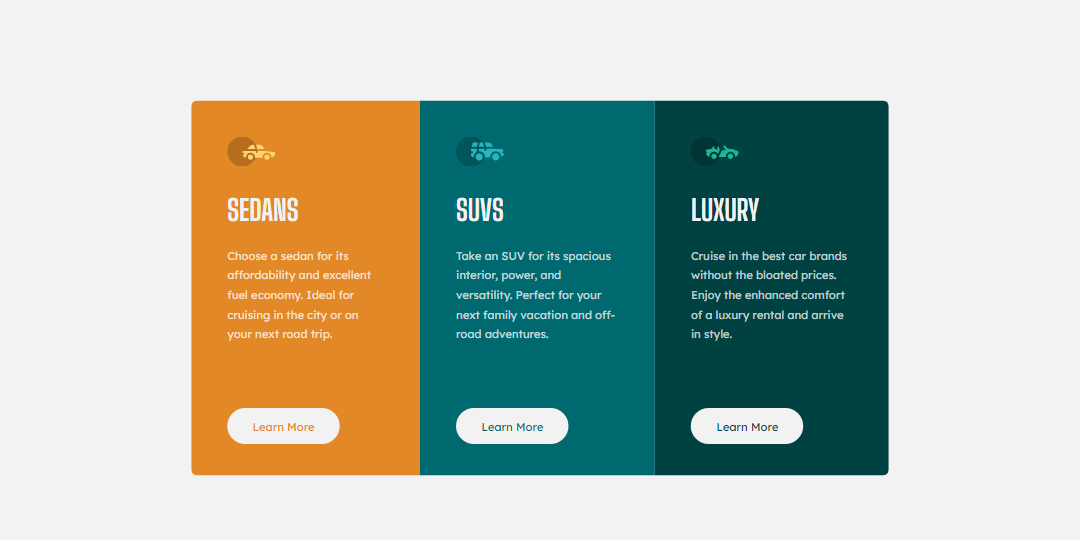 SEDANS
Choose a sedan for its
affordability and excellent
fuel economy. Ideal for
cruising in the city or on
your next road trip.
Learn More
SUVS
Take an SUV for its spacious
interior, power, and
versatility. Perfect for your
next family vacation and off-
road adventures.
Learn More
LUXURY
Cruise in the best car brands
without the bloated prices.
Enjoy the enhanced comfort
of a luxury rental and arrive
in style.
Learn More